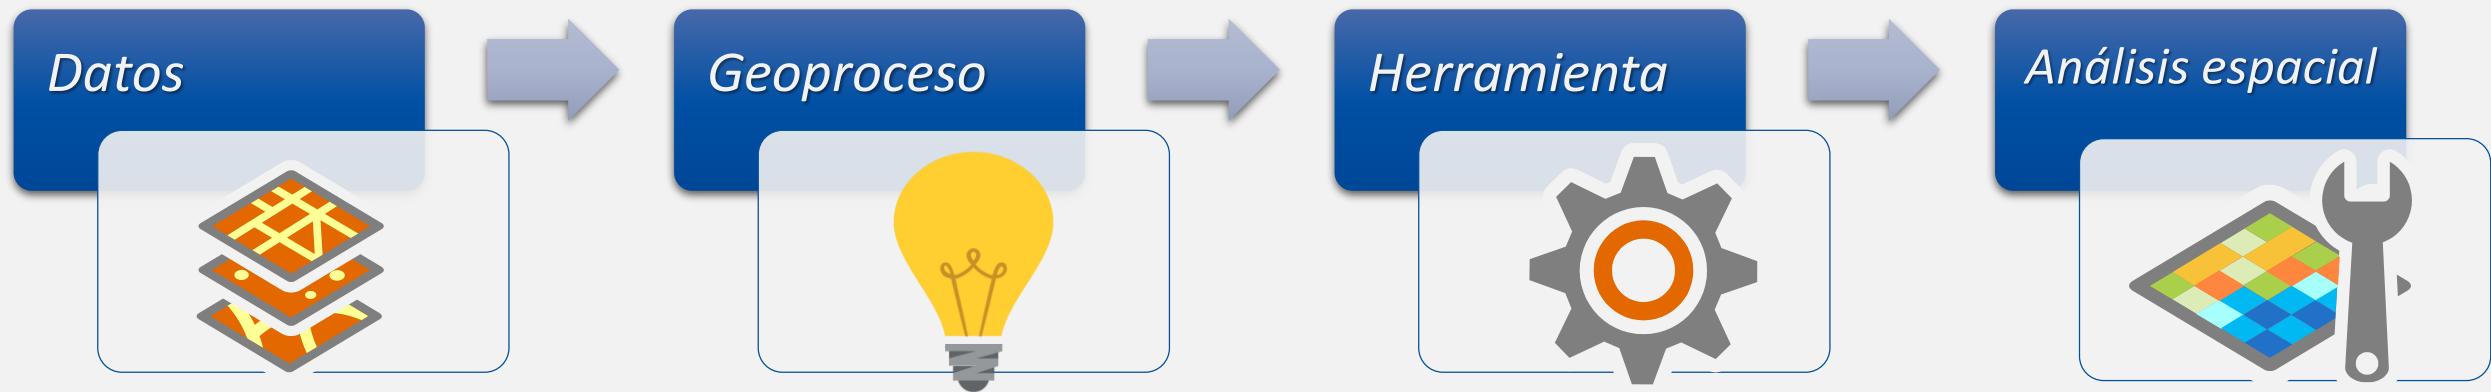 Datos
Geoproceso
Herramienta
Análisis espacial